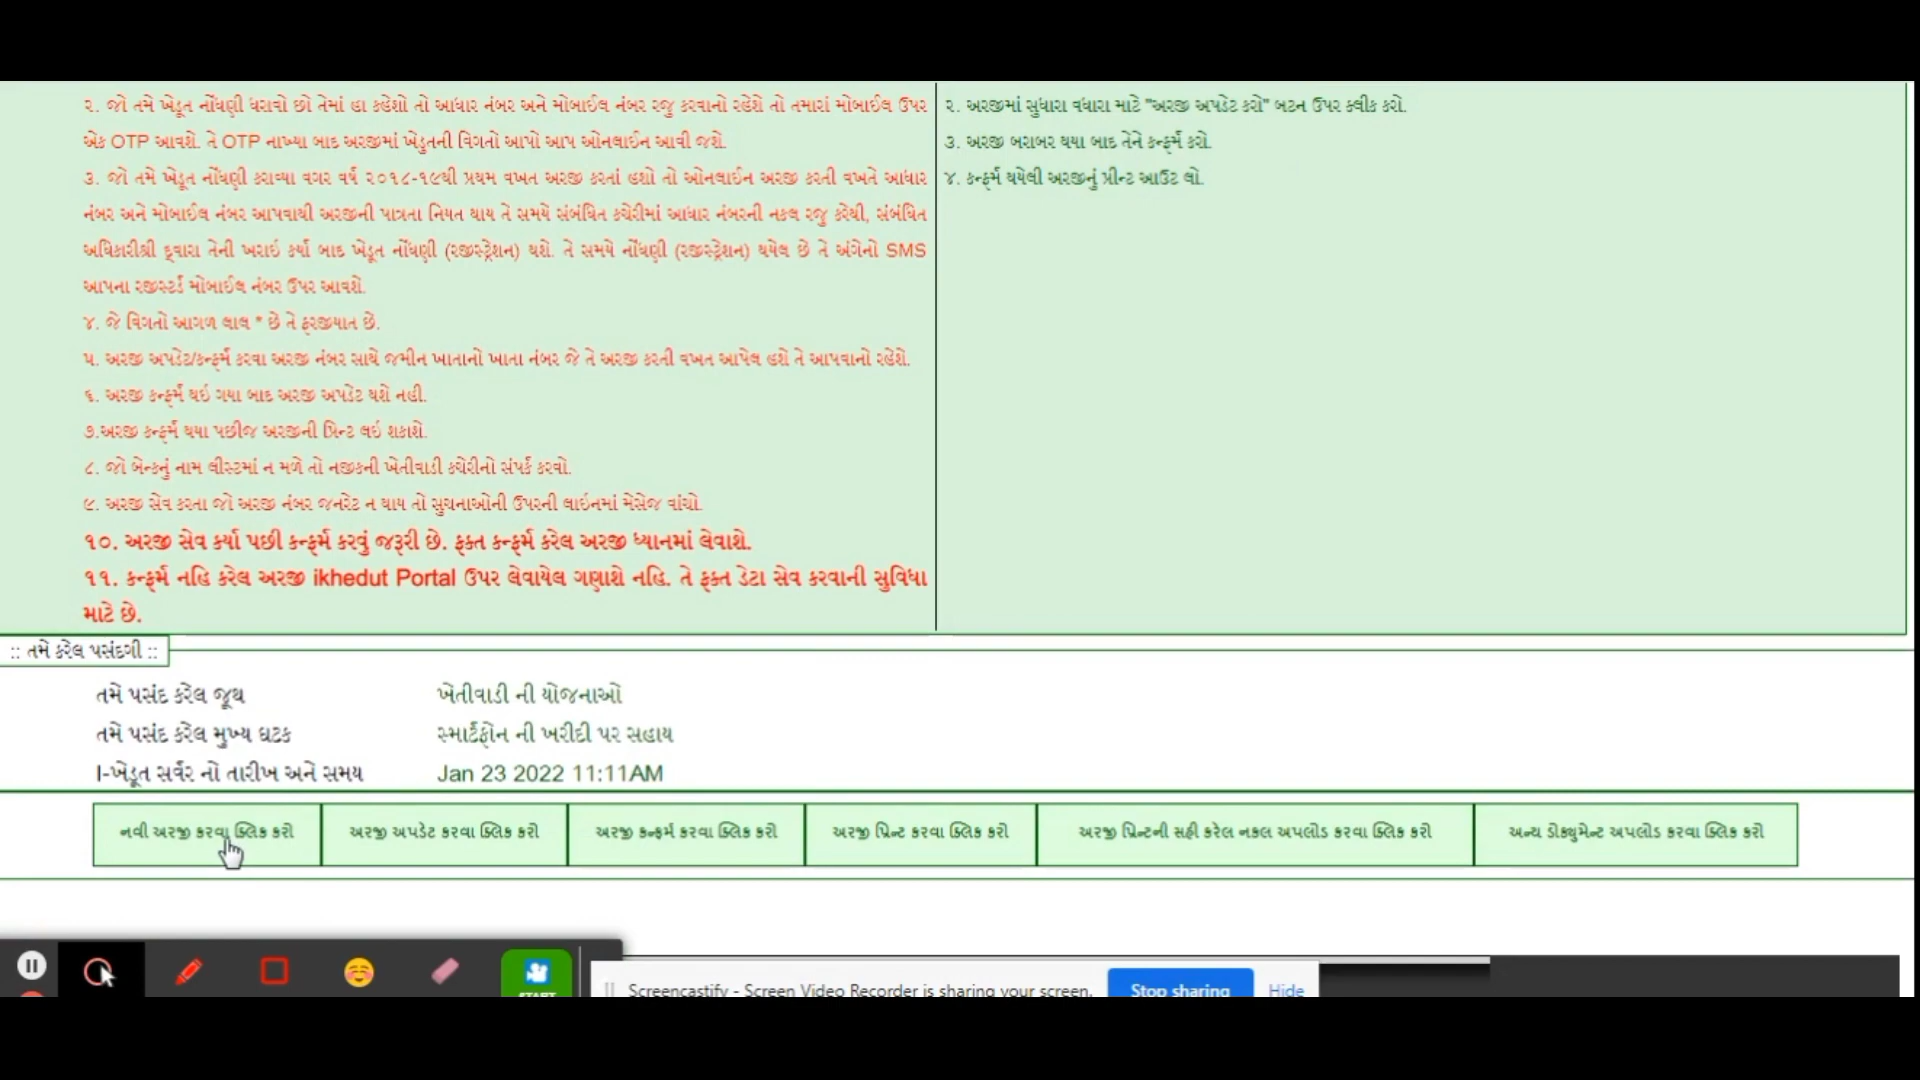 ૨. જો તમે ખેડૂત નોંધણી ધરાવો છો તેમાં હા કહેશો તો આધાર નંબર અને મોબાઈલ નંબર રજુ કરવાનો રહેશે તો તમારાં મોબાઈલ ઉપર
એક OTP આવશે. તે OTP નાખ્યા બાદ અરજીમાં ખેડુતની વિગતો આપો આપ ઓનલાઈન આવી જશે.
૩. જો તમે ખેડૂત નોંધણી કરાવ્યા વગર વર્ષ ૨૦૧૮-૧૯થી પ્રથમ વખત અરજી કરતાં હશો તો ઓનલાઈન અરજી કરતી વખતે આધાર
નંબર અને મોબાઈલ નંબર આપવાથી અરજીની પાત્રતા નિયત થાય તે સમયે સંબંધિત કચેરીમાં આધાર નંબરની નકલ રજુ કરેથી, સંબંધિત
અધિકારીશ્રી દ્વારા તેની ખરાઇ કર્યા બાદ ખેડૂત નોંધણી (રજીસ્ટ્રેશન) થશે. તે સમયે નોંધણી (રજીસ્ટ્રેશન) થયેલ છે તે અંગેનો SMS
આપના રજીસ્ટર્ડ મોબાઈલ નંબર ઉપર આવશે.
૪. જે વિગતો આગળ લાલ * છે તે ફરજીયાત છે.
૫. અરજી અપડેટ/કન્ફર્મ કરવા અરજી નંબર સાથે જમીન ખાતાનો ખાતા નંબર જે તે અરજી કરતી વખત આપેલ હશે તે આપવાનો રહેશે.
૬. અરજી કન્ફર્મ થઇ ગયા બાદ અરજી અપડેટ થશે નહી.
૭.અરજી કન્ફર્મ થયા પછીજ અરજીની પ્રિન્ટ લઇ શકાશે.
૮. જો બેન્કનું નામ લીસ્ટમાં ન મળે તો નજીકની ખેતીવાડી કચેરીનો સંપર્ક કરવો.
૯. અરજી સેવ કરતા જો અરજી નંબર જનરેટ ન થાય તો સુચનાઓની ઉપરની લાઇનમાં મેસેજ વાંચો.
૧૦. અરજી સેવ કર્યા પછી કન્ફર્મ કરવું જરૂરી છે. ફક્ત કન્ફર્મ કરેલ અરજી ધ્યાનમાં લેવાશે.
૧૧. કન્ફર્મ નહિ કરેલ અરજી ikhedut Portal ઉપર લેવાયેલ ગણાશે નહિ. તે ફક્ત ડેટા સેવ કરવાની સુવિધા
માટે છે.
૨. અરજીમાં સુધારા વધારા માટે "અરજી અપડેટ કરો" બટન ઉપર ક્લીક કરો.
૩. અરજી બરાબર થયા બાદ તેને કન્ફર્મ કરો.
૪. કન્ફર્મ થયેલી અરજીનું પ્રીન્ટ આઉટ લો.
:: તમે કરેલ પસંદગી ::
તમે પસંદ કરેલ જૂથ ખેતીવાડી ની યોજનાઓ
તમે પસંદ કરેલ મુખ્ય ઘટક સ્માર્ટફોન ની ખરીદી પર સહાય
I-ખેડૂત સર્વર નો તારીખ અને સમય Jan 23 2022 11:11AM
નવી અરજી કરવા ક્લિક કરો અરજી અપડેટ કરવા ક્લિક કરો અરજી કન્ફર્મ કરવા ક્લિક કરો અરજી પ્રિન્ટ કરવા ક્લિક કરો અરજી પ્રિન્ટની સહી કરેલ નકલ અપલોડ કરવા ક્લિક કરો અન્ય ડોક્યુમેન્ટ અપલોડ કરવા ક્લિક કરો
START
Screencastify - Screen Video Recorder is sharing your screen. Stop sharing Hide